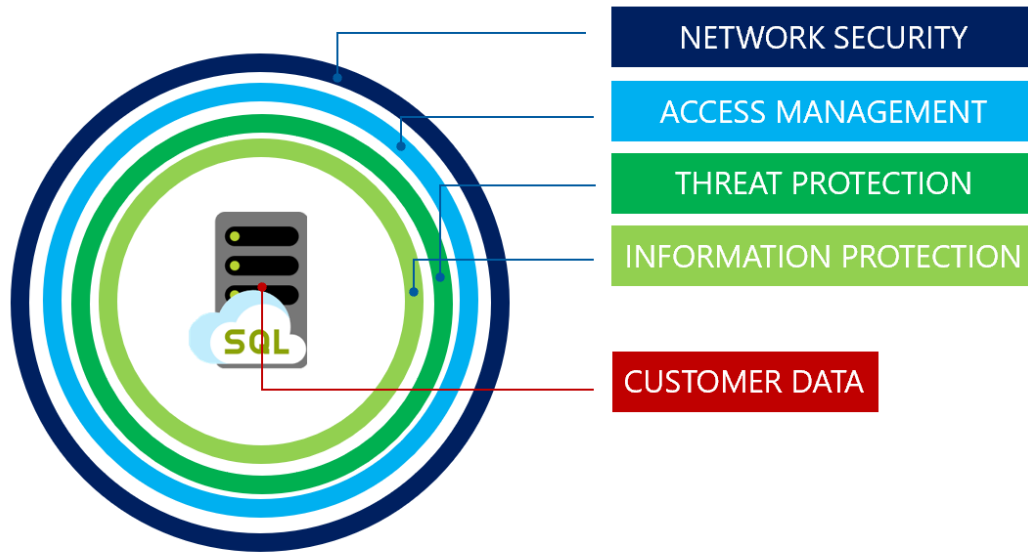 NETWORK SECURITY
ACCESS MANAGEMENT
THREAT PROTECTION
INFORMATION PROTECTION
SQL
CUSTOMER DATA